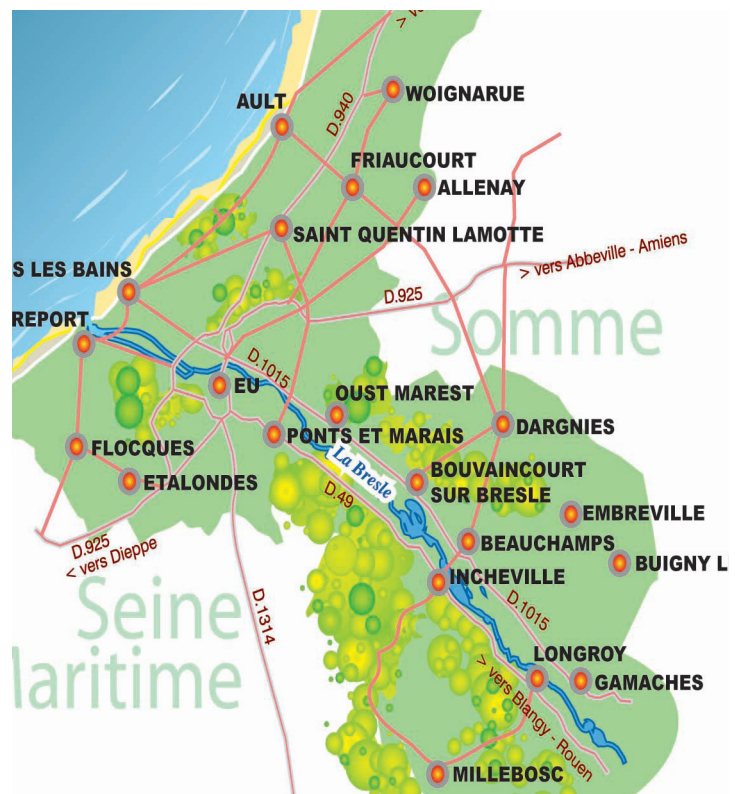 > v
D.940
WOIGNARUE
AULT
FRIAUCOURT
ALLENAY
SAINT QUENTIN LAMOTTE
> vers Abbeville - Amiens
S LES BAINS
D.925
REPORT
Somme
D.1015
EU
OUST MAREST
DARGNIES
PONTS ET MARAIS
FLOCQUES
La Bresle
BOUVAINCOURT
SUR BRESLE
ETALONDES
D.49
EMBREVILLE
D.925
< vers Dieppe
BEAUCHAMPS
BUIGNY L
INCHEVILLE
Seine
Maritime
D.1314
D.1015
LONGROY
GAMACHES
> vers Blangy - Rouen
MILLEBOSC